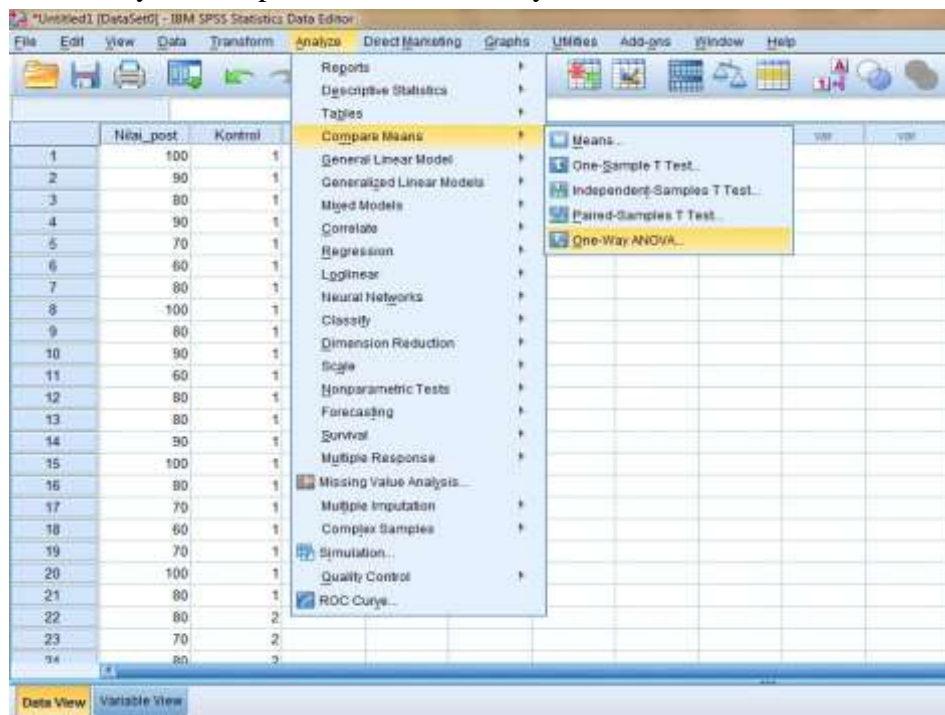 *Untitled1 [DataSet0] - IBM SPSS Statistics Data Editor
File Edit View Data Transform Analyze Direct Marketing Graphs Utilities Add-ons Window Help
Reports
Descriptive Statistics
Tables
Compare Means
General Linear Model
Generalized Linear Models
Mixed Models
Correlate
Regression
Loglinear
Neural Networks
Classify
Dimension Reduction
Scale
Nonparametric Tests
Forecasting
Survival
Multiple Response
Missing Value Analysis...
Multiple Imputation
Complex Samples
Simulation...
Quality Control
ROC Curve...
Means...
One-Sample T Test...
Independent-Samples T Test...
Paired-Samples T Test...
One-Way ANOVA...
Nilai_post Kontrol var var
1 100 1
2 90 1
3 80 1
4 90 1
5 70 1
6 60 1
7 80 1
8 100 1
9 80 1
10 90 1
11 60 1
12 80 1
13 80 1
14 90 1
15 100 1
16 80 1
17 70 1
18 60 1
19 70 1
20 100 1
21 80 1
22 80 2
23 70 2
24 80 2
Data View Variable View